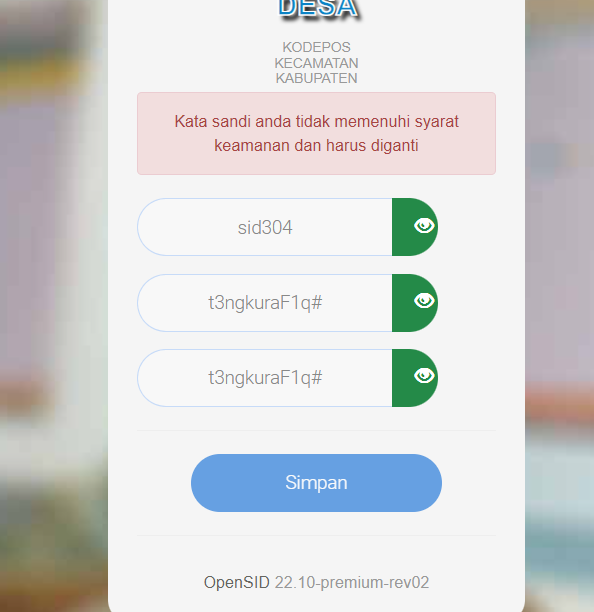 DESA
KODEPOS
KECAMATAN
KABUPATEN
Kata sandi anda tidak memenuhi syarat
keamanan dan harus diganti
sid304
t3ngkuraF1q#
t3ngkuraF1q#
Simpan
OpenSID 22.10-premium-rev02